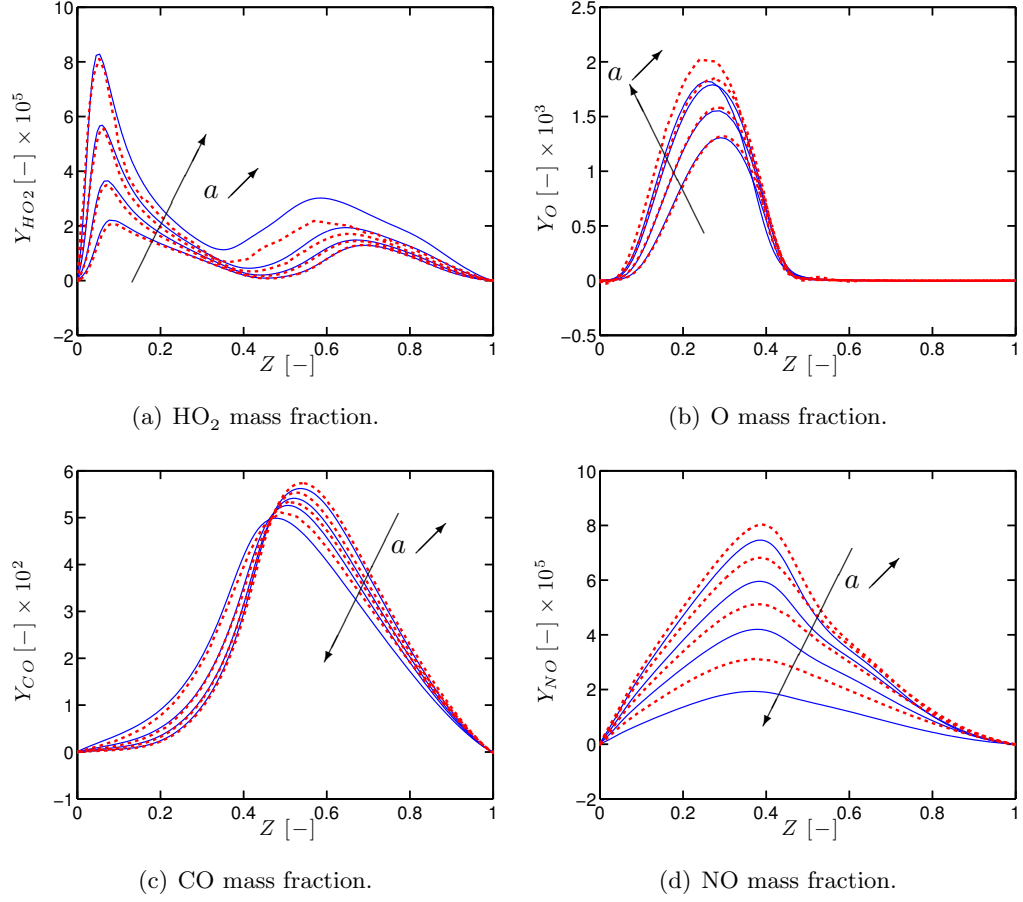 10
8
6
4
2
0
−2
Y_{HO2} [−] × 10^5
a
0 0.2 0.4 0.6 0.8 1
Z [−]
(a) HO₂ mass fraction.
2.5
2
1.5
1
0.5
0
−0.5
Y_O [−] × 10^3
a
0 0.2 0.4 0.6 0.8 1
Z [−]
(b) O mass fraction.
6
5
4
3
2
1
0
−1
Y_{CO} [−] × 10^2
a
0 0.2 0.4 0.6 0.8 1
Z [−]
(c) CO mass fraction.
10
8
6
4
2
0
−2
Y_{NO} [−] × 10^5
a
0 0.2 0.4 0.6 0.8 1
Z [−]
(d) NO mass fraction.